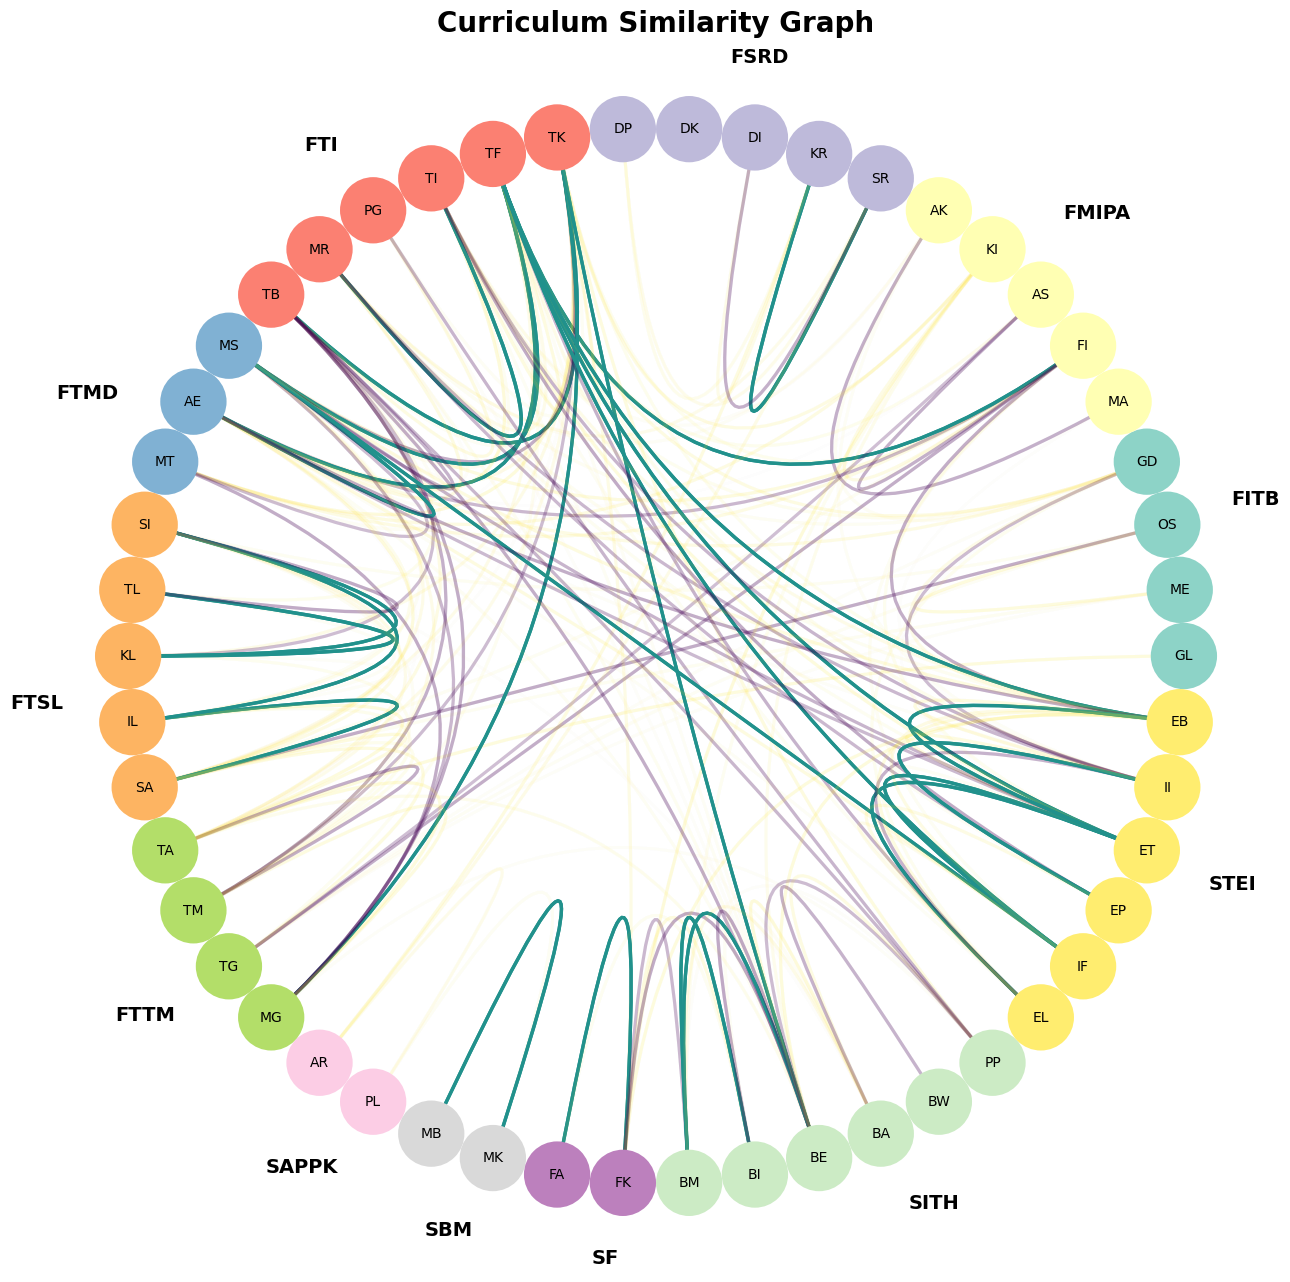 Curriculum Similarity Graph
FSRD
FTI
FMIPA
FITB
STEI
SITH
SF
SBM
SAPPK
FTTM
FTSL
FTMD
DP
DK
DI
KR
SR
AK
KI
AS
FI
MA
GD
OS
ME
GL
EB
II
ET
EP
IF
EL
PP
BW
BA
BE
BI
BM
FK
FA
MK
MB
PL
AR
MG
TG
TM
TA
SA
IL
KL
TL
SI
MT
AE
MS
TB
MR
PG
TI
TF
TK